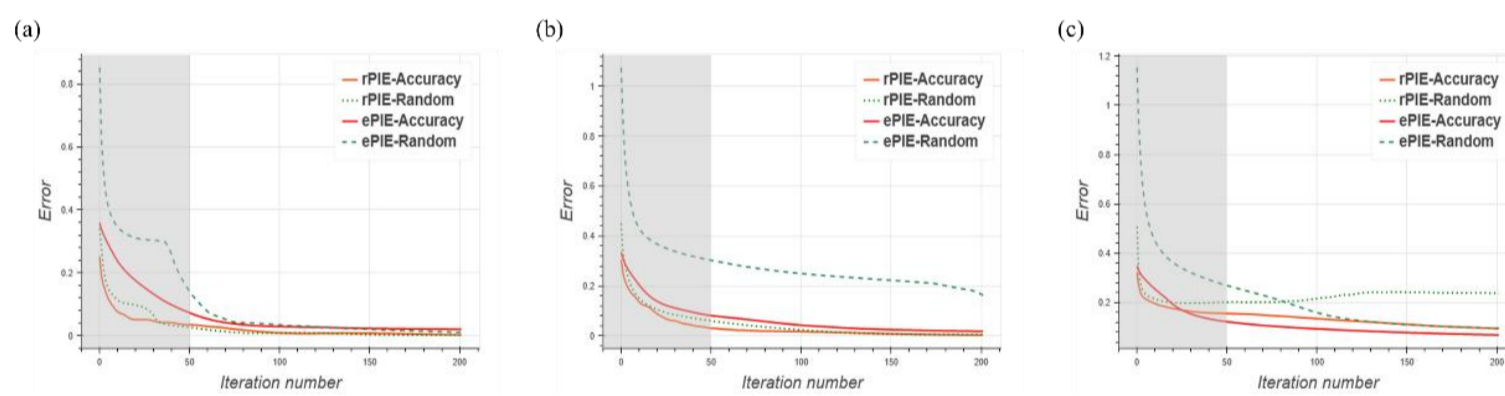 (a)
0.8
0.6
0.4
0.2
0
Error
0
50
100
150
200
Iteration number
rPIE-Accuracy
rPIE-Random
ePIE-Accuracy
ePIE-Random
(b)
1
0.8
0.6
0.4
0.2
0
Error
0
50
100
150
200
Iteration number
rPIE-Accuracy
rPIE-Random
ePIE-Accuracy
ePIE-Random
(c)
1.2
1
0.8
0.6
0.4
0.2
Error
0
50
100
150
200
Iteration number
rPIE-Accuracy
rPIE-Random
ePIE-Accuracy
ePIE-Random